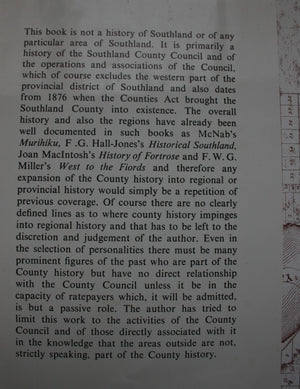 This book is not a history of Southland or of any
particular area of Southland. It is primarily a
history of the Southland County Council and of
the operations and associations of the Council,
which of course excludes the western part of the
provincial district of Southland and also dates
from 1876 when the Counties Act brought the
Southland County into existence. The overall
history and also the regions have already been
well documented in such books as McNab's
Murihiku, F .G. Hall-Jones's Historical Southland,
Joan MacIntosh's History of Fortrose and F. W. G.
Miller's West to the Fiords and therefore any
expansion of the County history into regional or
provincial history would simply be a repetition of
previous coverage. Of course there are no clearly
defined lines as to where county history impinges
into regional history and that has to be left to the
discretion and judgement of the author. Even in
the selection of personalities there must be many
prominent figures of the past who are part of the
County history but have no direct relationship
with the County Council unless it be in the
capacity of ratepayers which, it will be admitted,
is but a passive role. The author has tried to
limit this work to the activities of the County
Council and of those directly associated with it
in the knowledge that the areas outside are not,
strictly speaking, part of the County history.